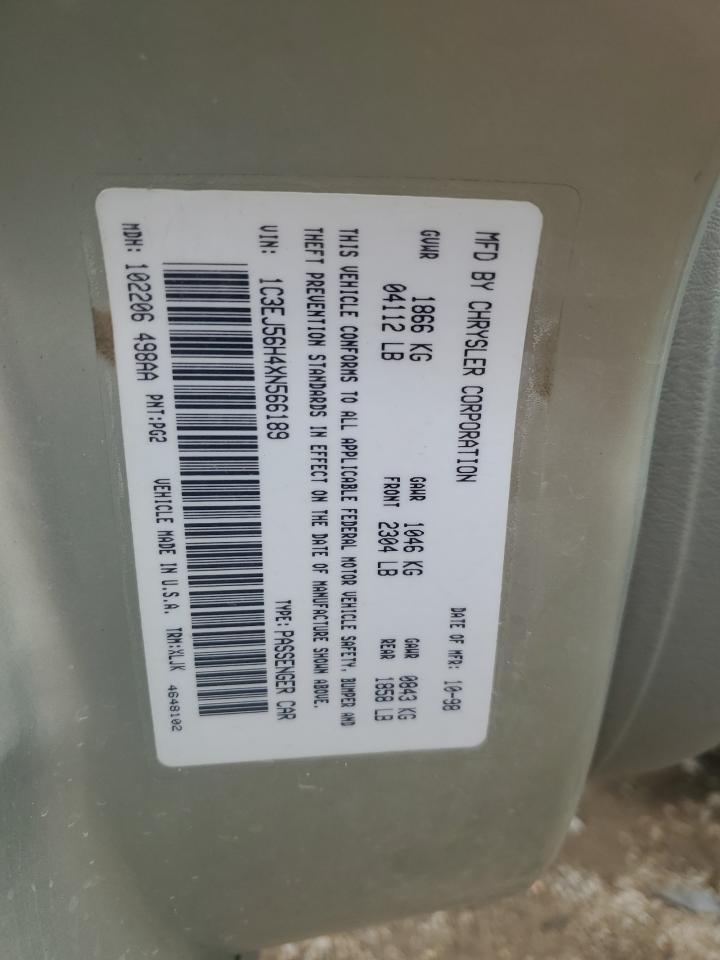 MFD BY CHRYSLER CORPORATION DATE OF MFR: 10-98
GVWR 1866 KG GAWR 1046 KG GAWR 0843 KG
04112 LB FRONT 2304 LB REAR 1858 LB
THIS VEHICLE CONFORMS TO ALL APPLICABLE FEDERAL MOTOR VEHICLE SAFETY, BUMPER AND
THEFT PREVENTION STANDARDS IN EFFECT ON THE DATE OF MANUFACTURE SHOWN ABOVE.
VIN: 1C3EJ56H4XN566189 TYPE: PASSENGER CAR
MDH: 102206 498AA PNT:PG2 VEHICLE MADE IN U.S.A. TRM:XLJK 4648102